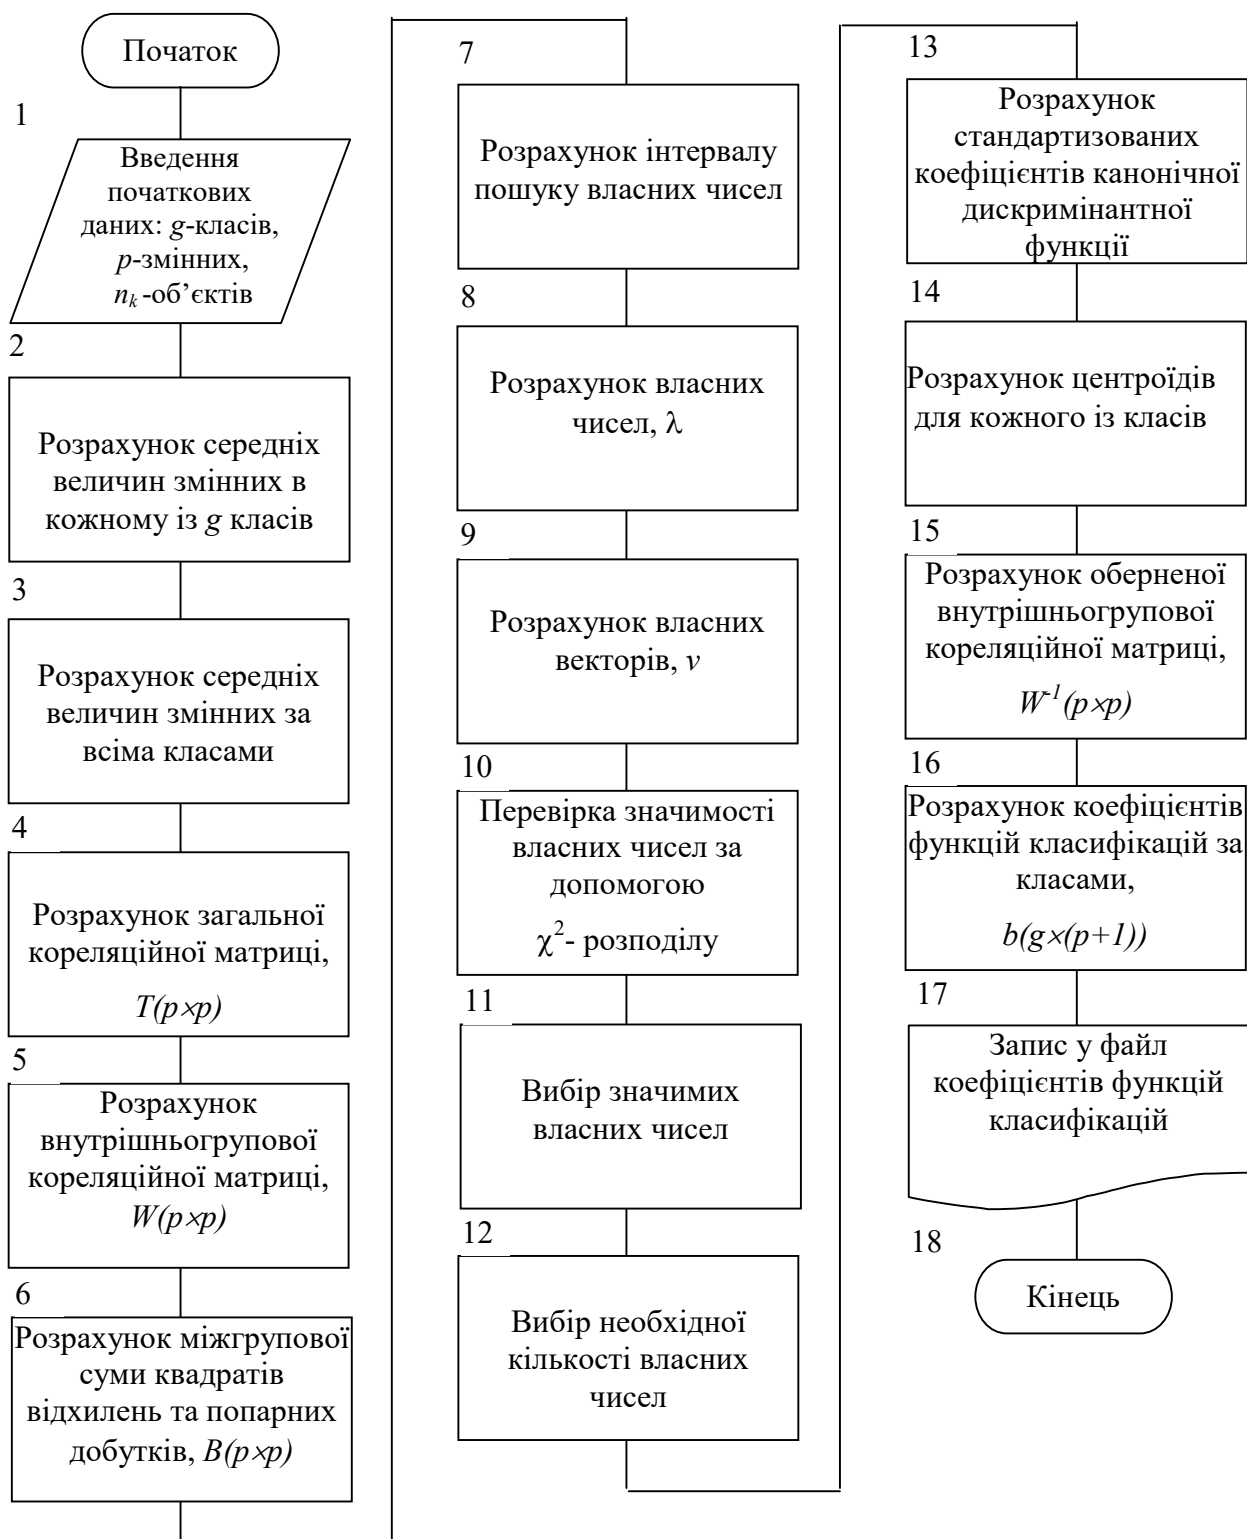 Початок
1
Введення
початкових
даних: g-класів,
p-змінних,
nk-об’єктів
2
Розрахунок середніх
величин змінних в
кожному із g класів
3
Розрахунок середніх
величин змінних за
всіма класами
4
Розрахунок загальної
кореляційної матриці,
T(p×p)
5
Розрахунок
внутрішньогрупової
кореляційної матриці,
W(p×p)
6
Розрахунок міжгрупової
суми квадратів
відхилень та попарних
добутків, B(p×p)
7
Розрахунок інтервалу
пошуку власних чисел
8
Розрахунок власних
чисел, λ
9
Розрахунок власних
векторів, v
10
Перевірка значимості
власних чисел за
допомогою
χ²- розподілу
11
Вибір значимих
власних чисел
12
Вибір необхідної
кількості власних
чисел
13
Розрахунок
стандартизованих
коефіцієнтів канонічної
дискримінантної
функції
14
Розрахунок центроїдів
для кожного із класів
15
Розрахунок оберненої
внутрішньогрупової
кореляційної матриці,
W⁻¹(p×p)
16
Розрахунок коефіцієнтів
функцій класифікацій за
класами,
b(g×(p+1))
17
Запис у файл
коефіцієнтів функцій
класифікацій
18
Кінець